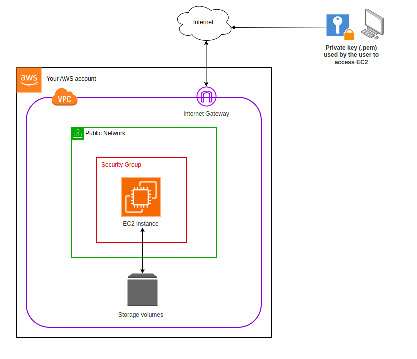 Internet
Private key (.pem)
used by the user to
access EC2
aws
Your AWS account
VPC
Internet Gateway
Public Network
Security Group
EC2 instance
Storage volumes